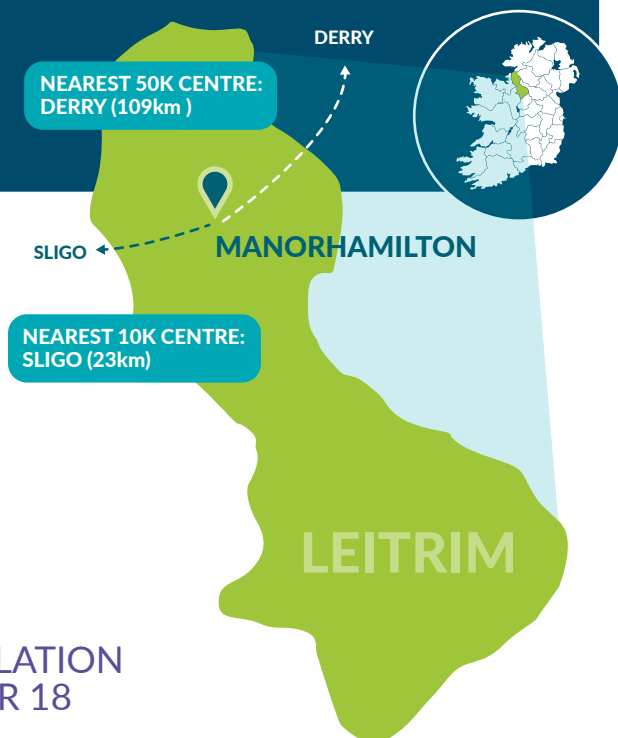 DERRY
NEAREST 50K CENTRE:
DERRY (109km )
SLIGO
MANORHAMILTON
NEAREST 10K CENTRE:
SLIGO (23km)
LEITRIM
LATION
R 18